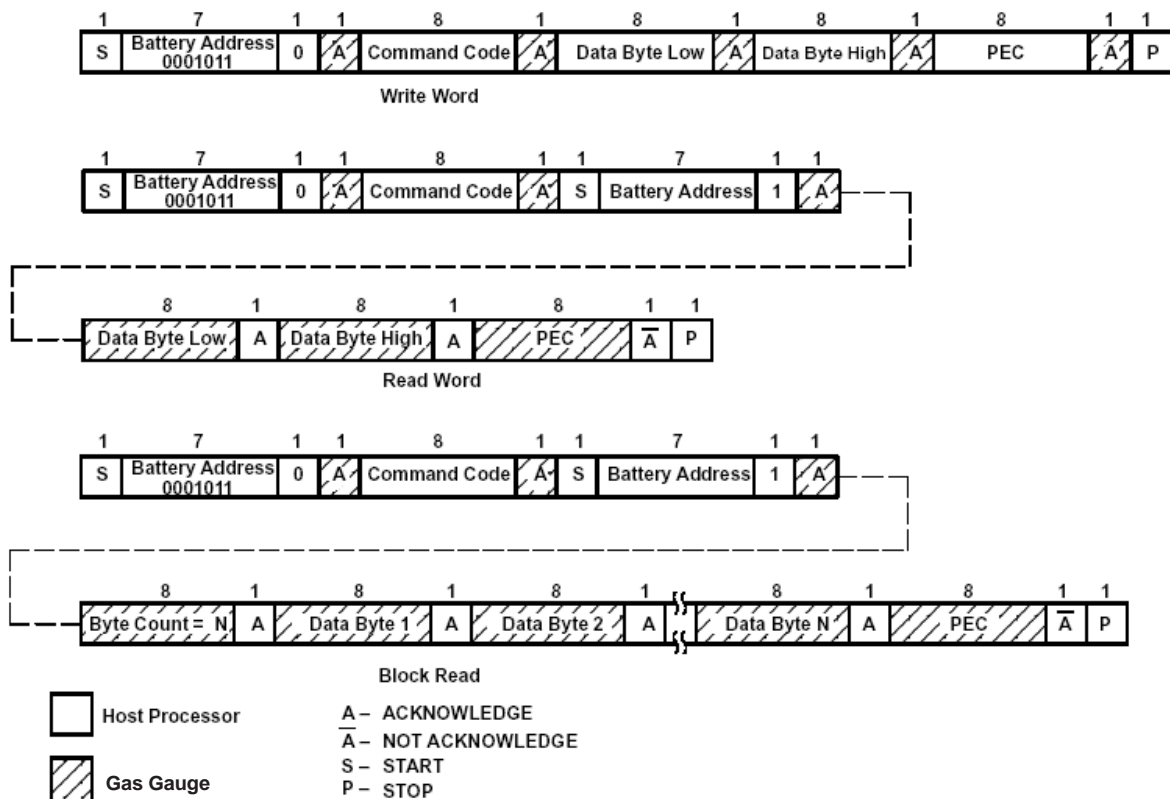 1 7 1 1 8 1 8 1 8 1 8 1 1
S Battery Address 0001011 0 A Command Code A Data Byte Low A Data Byte High A PEC A P
Write Word
1 7 1 1 8 1 1 7 1 1
S Battery Address 0001011 0 A Command Code A S Battery Address 1 A
8 1 8 1 8 1 1
Data Byte Low A Data Byte High A PEC A̅ P
Read Word
1 7 1 1 8 1 1 7 1 1
S Battery Address 0001011 0 A Command Code A S Battery Address 1 A
8 1 8 1 8 1 8 1 8 1 1
Byte Count = N A Data Byte 1 A Data Byte 2 A Data Byte N A PEC A̅ P
Block Read
Host Processor
Gas Gauge
A – ACKNOWLEDGE
A̅ – NOT ACKNOWLEDGE
S – START
P – STOP